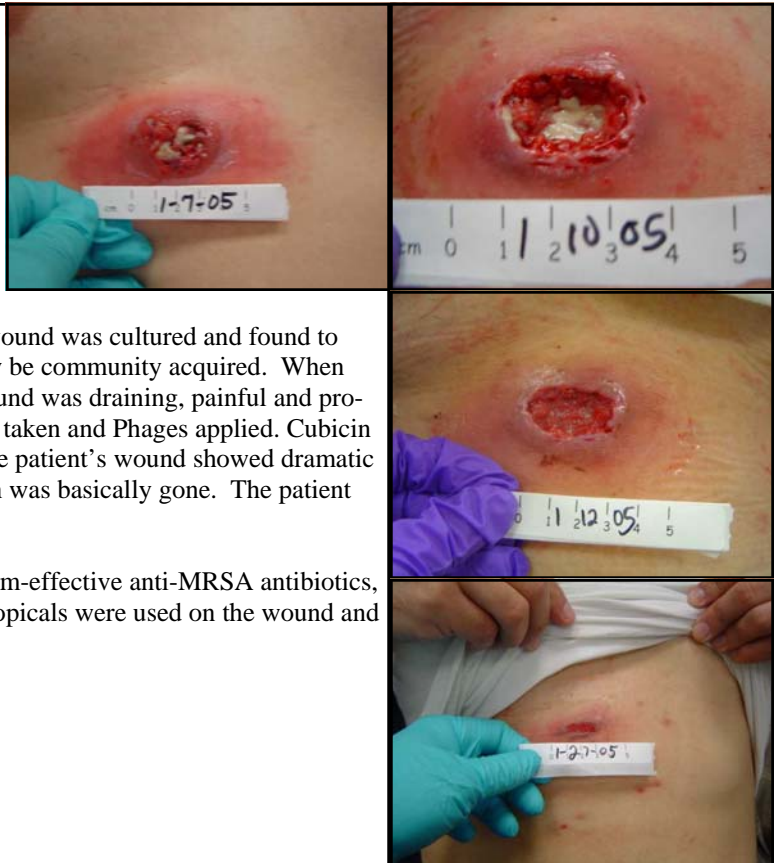 1-7-05
cm 0 1 1 2 10 3 05 4 5
ound was cultured and found to
be community acquired. When
und was draining, painful and pro-
taken and Phages applied. Cubicin
e patient's wound showed dramatic
was basically gone. The patient
0 1 1 2 12 3 05 4 5
m-effective anti-MRSA antibiotics,
opicals were used on the wound and
1-27-05